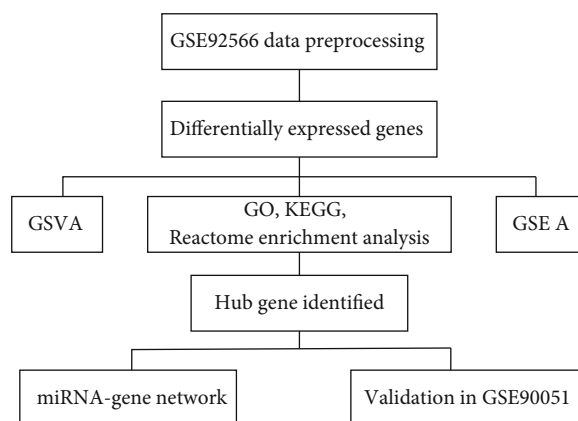 GSE92566 data preprocessing
Differentially expressed genes
GSVA
GO, KEGG,
Reactome enrichment analysis
GSE A
Hub gene identified
miRNA-gene network
Validation in GSE90051